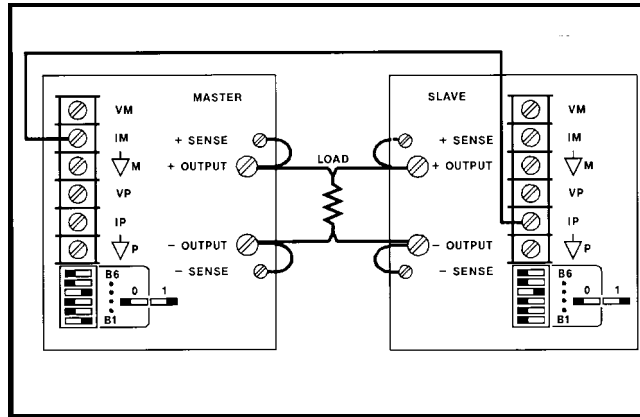 MASTER
VM
IM
M
VP
IP
P
+ SENSE
+ OUTPUT
- OUTPUT
- SENSE
B6
0 1
B1
LOAD
SLAVE
+ SENSE
+ OUTPUT
- OUTPUT
- SENSE
VM
IM
M
VP
IP
P
B6
0 1
B1